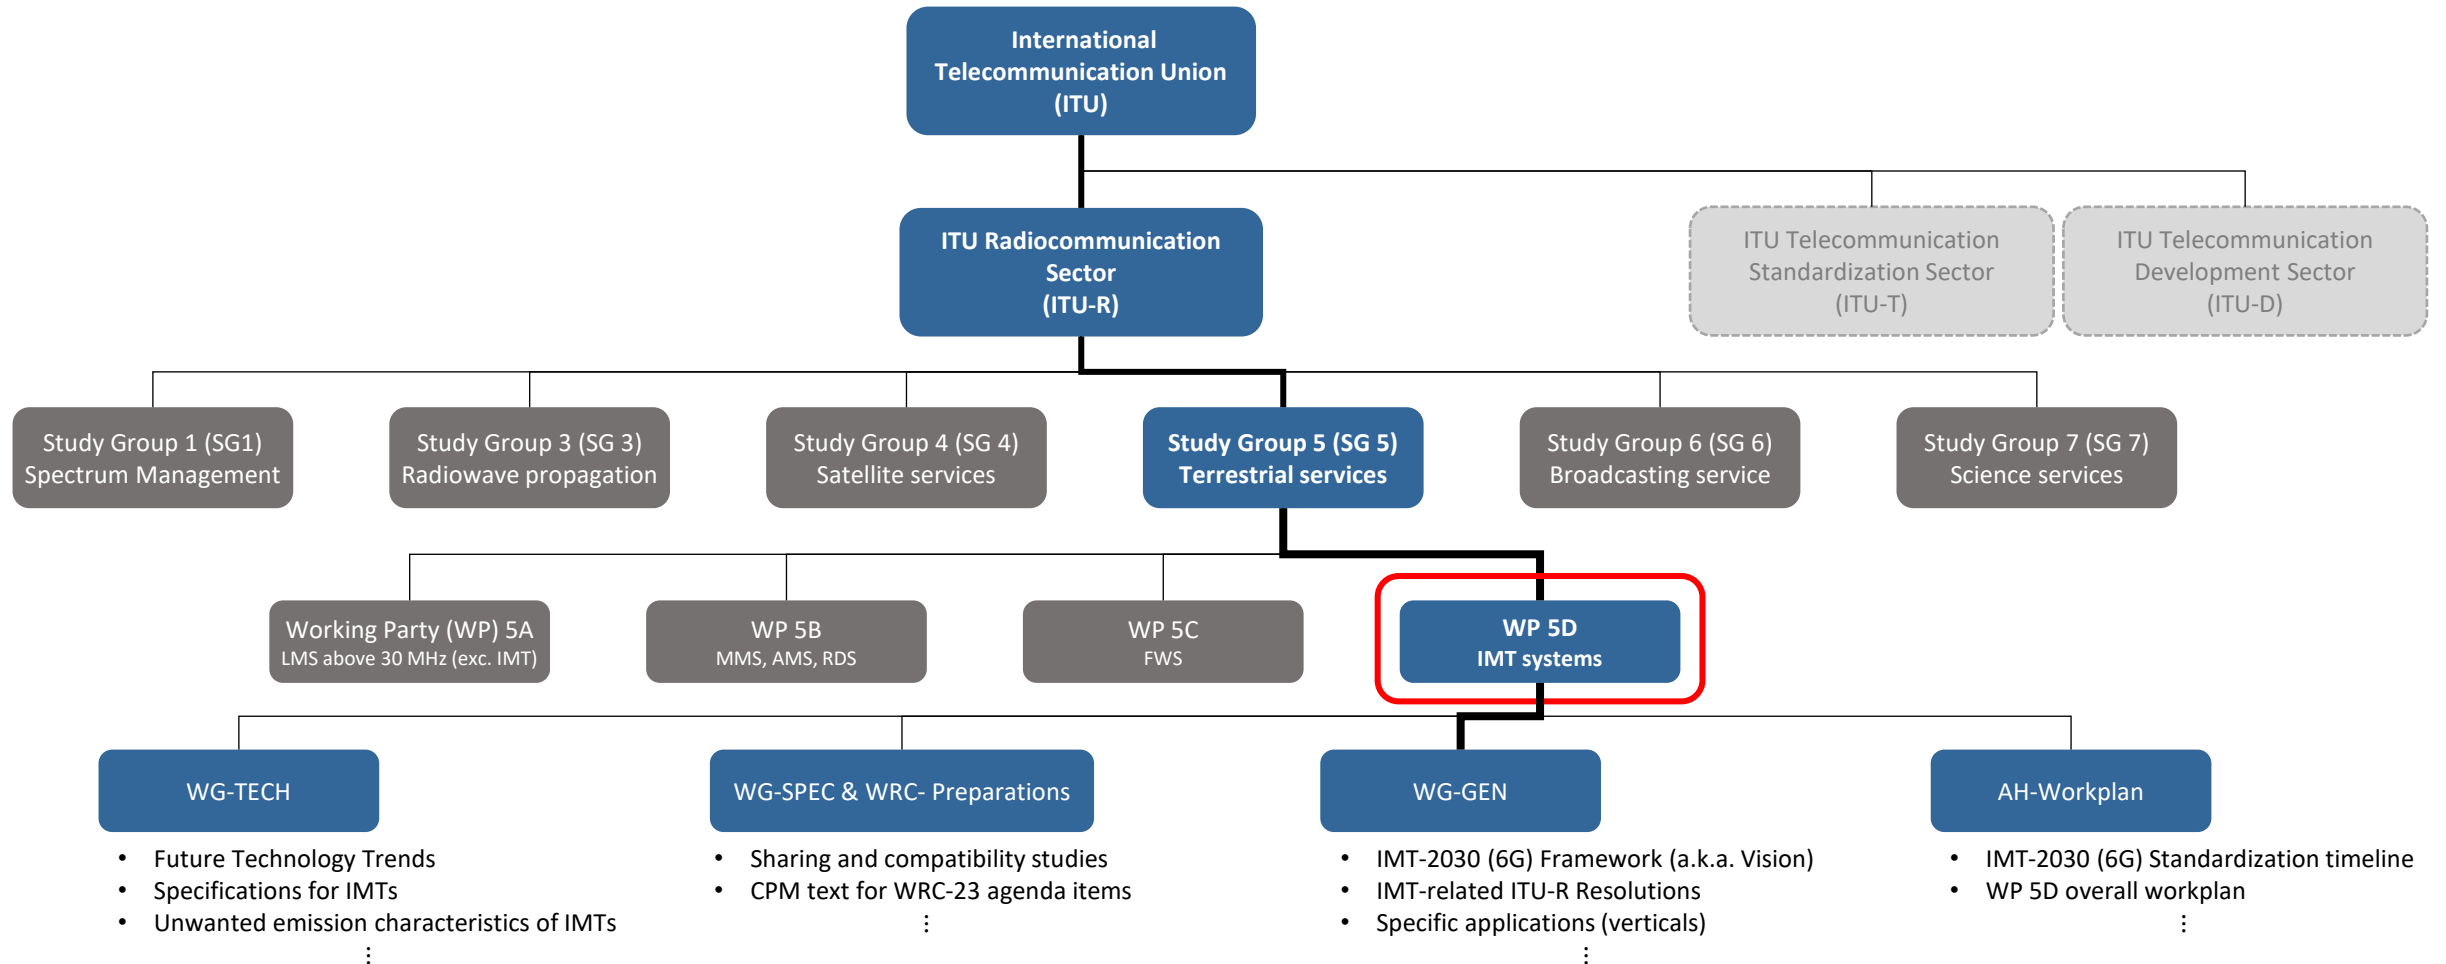 International
Telecommunication Union
(ITU)
ITU Radiocommunication
Sector
(ITU-R)
ITU Telecommunication
Standardization Sector
(ITU-T)
ITU Telecommunication
Development Sector
(ITU-D)
Study Group 1 (SG1)
Spectrum Management
Study Group 3 (SG 3)
Radiowave propagation
Study Group 4 (SG 4)
Satellite services
Study Group 5 (SG 5)
Terrestrial services
Study Group 6 (SG 6)
Broadcasting service
Study Group 7 (SG 7)
Science services
Working Party (WP) 5A
LMS above 30 MHz (exc. IMT)
WP 5B
MMS, AMS, RDS
WP 5C
FWS
WP 5D
IMT systems
WG-TECH
• Future Technology Trends
• Specifications for IMTs
• Unwanted emission characteristics of IMTs
⋮
WG-SPEC & WRC- Preparations
• Sharing and compatibility studies
• CPM text for WRC-23 agenda items
⋮
WG-GEN
• IMT-2030 (6G) Framework (a.k.a. Vision)
• IMT-related ITU-R Resolutions
• Specific applications (verticals)
⋮
AH-Workplan
• IMT-2030 (6G) Standardization timeline
• WP 5D overall workplan
⋮